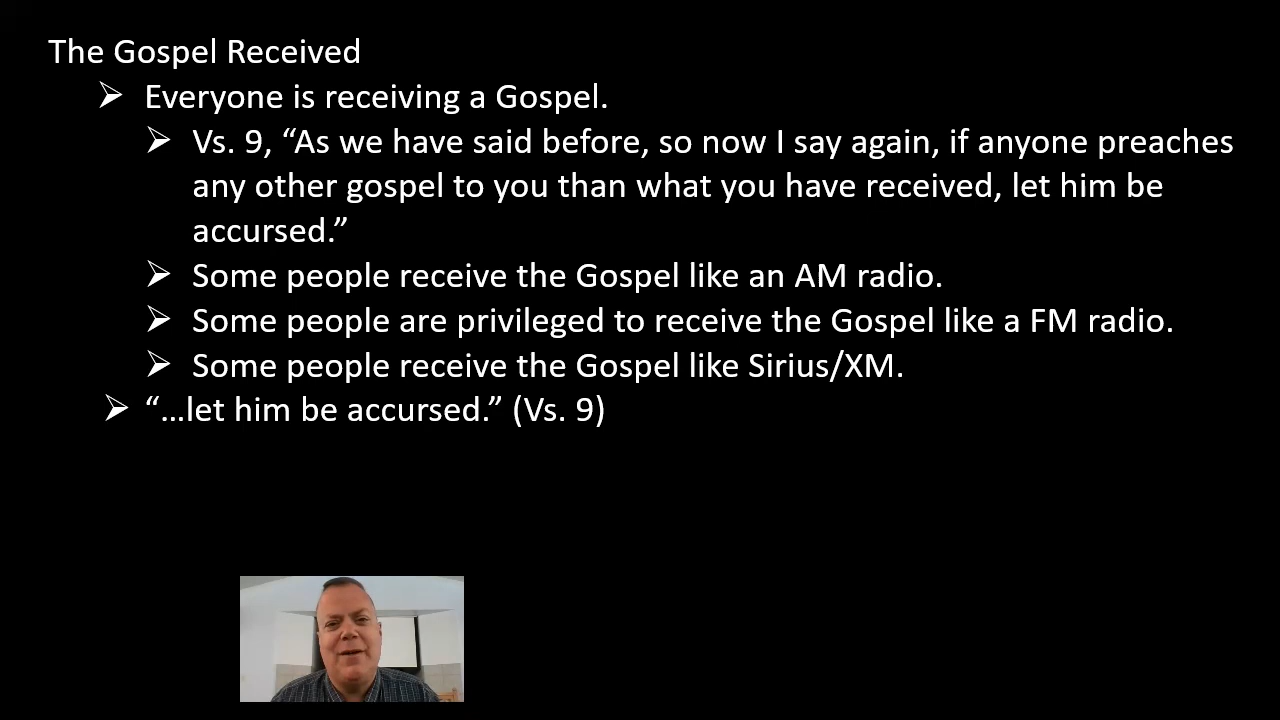 The Gospel Received
➢ Everyone is receiving a Gospel.
➢ Vs. 9, “As we have said before, so now I say again, if anyone preaches
any other gospel to you than what you have received, let him be
accursed.”
➢ Some people receive the Gospel like an AM radio.
➢ Some people are privileged to receive the Gospel like a FM radio.
➢ Some people receive the Gospel like Sirius/XM.
➢ “…let him be accursed.” (Vs. 9)